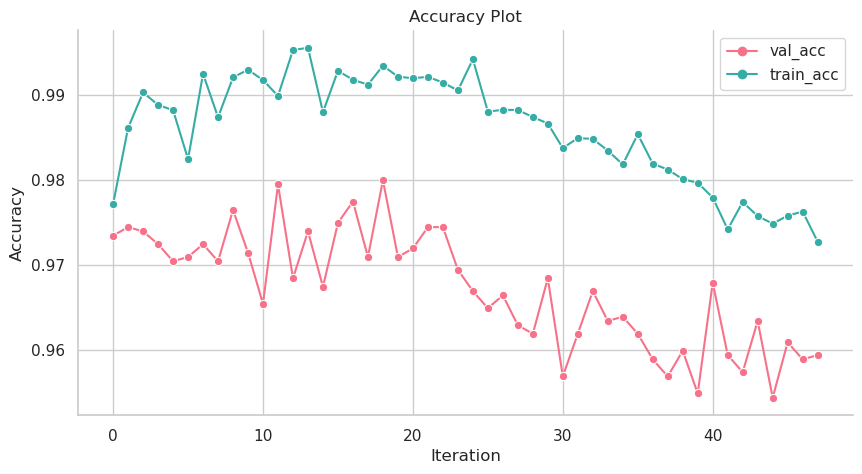 Accuracy Plot
val_acc
train_acc
0.99
0.98
0.97
0.96
Accuracy
0
10
20
30
40
Iteration